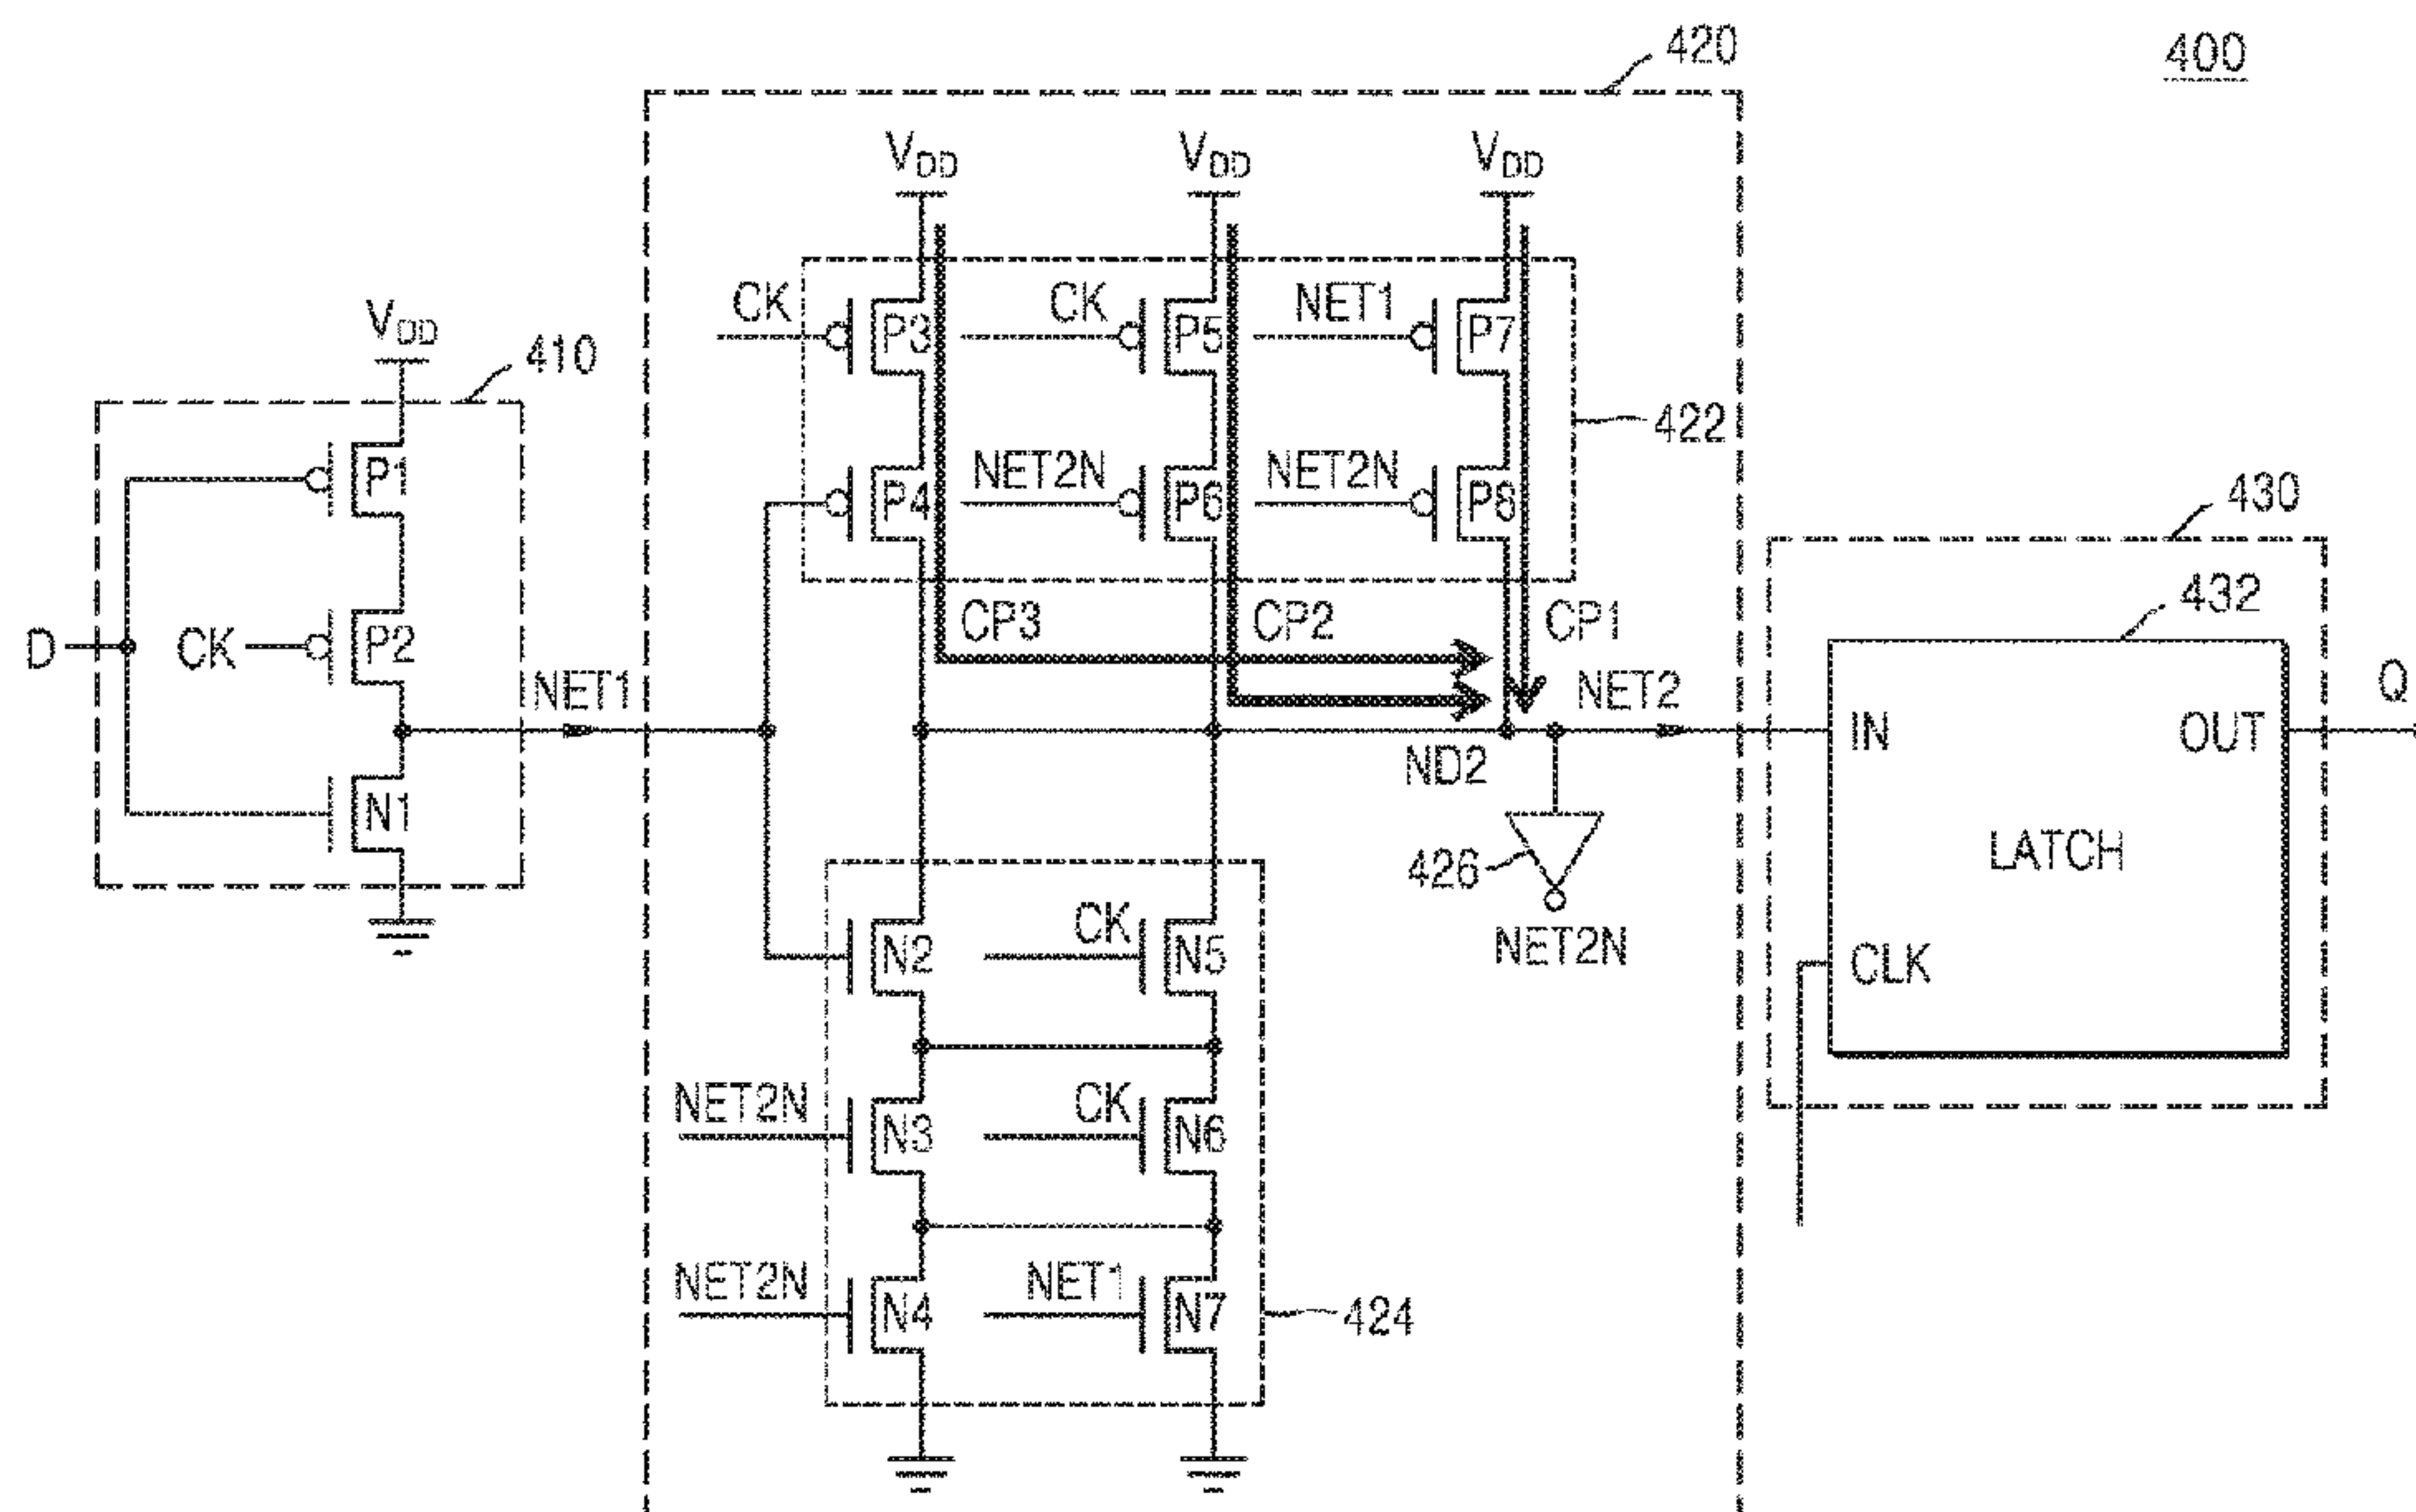 420
400
VDD
VDD
VDD
CK
P3
CK
P5
NET1
P7
VDD
410
422
P1
P4
NET2N
P6
NET2N
P8
430
432
CP3
CP2
CP1
D
CK
P2
NET1
NET2
Q
IN
OUT
ND2
N1
LATCH
426
CK
N2
N5
NET2N
CLK
NET2N
N3
CK
N6
NET2N
N4
NET1
N7
424